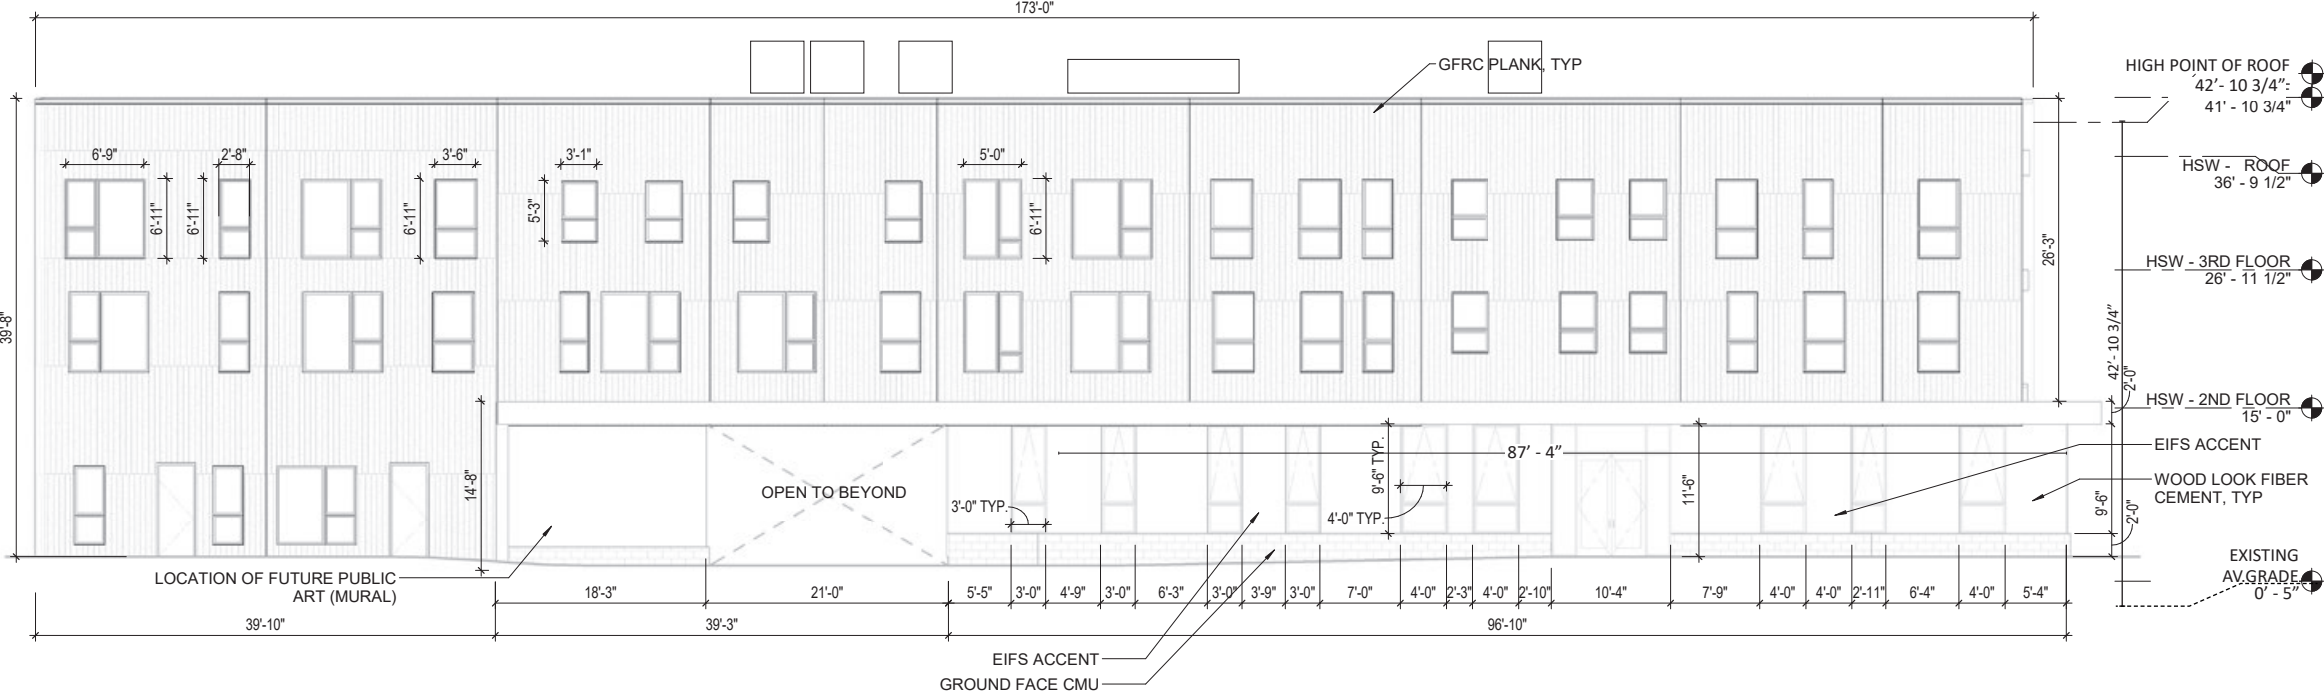 173'-0"
GFRC PLANK, TYP
HIGH POINT OF ROOF
42'- 10 3/4"
41' - 10 3/4"
6'-9"
2'-8"
3'-6"
3'-1"
5'-0"
HSW - ROOF
36' - 9 1/2"
6'-11"
6'-11"
6'-11"
5'-3"
6'-11"
26'-3"
HSW - 3RD FLOOR
26' - 11 1/2"
39'-8"
42'- 10 3/4"
2'-0"
HSW - 2ND FLOOR
15' - 0"
14'-8"
OPEN TO BEYOND
3'-0" TYP.
9'-6" TYP.
4'-0" TYP.
87' - 4"
11'-6"
EIFS ACCENT
WOOD LOOK FIBER
CEMENT, TYP
9'-6"
2'-0"
EXISTING
AV.GRADE
0' - 5"
LOCATION OF FUTURE PUBLIC
ART (MURAL)
18'-3" 21'-0" 5'-5" 3'-0" 4'-9" 3'-0" 6'-3" 3'-0" 3'-9" 3'-0" 7'-0" 4'-0" 2'-3" 4'-0" 2'-10" 10'-4" 7'-9" 4'-0" 4'-0" 2'-11" 6'-4" 4'-0" 5'-4"
39'-10" 39'-3" 96'-10"
EIFS ACCENT
GROUND FACE CMU